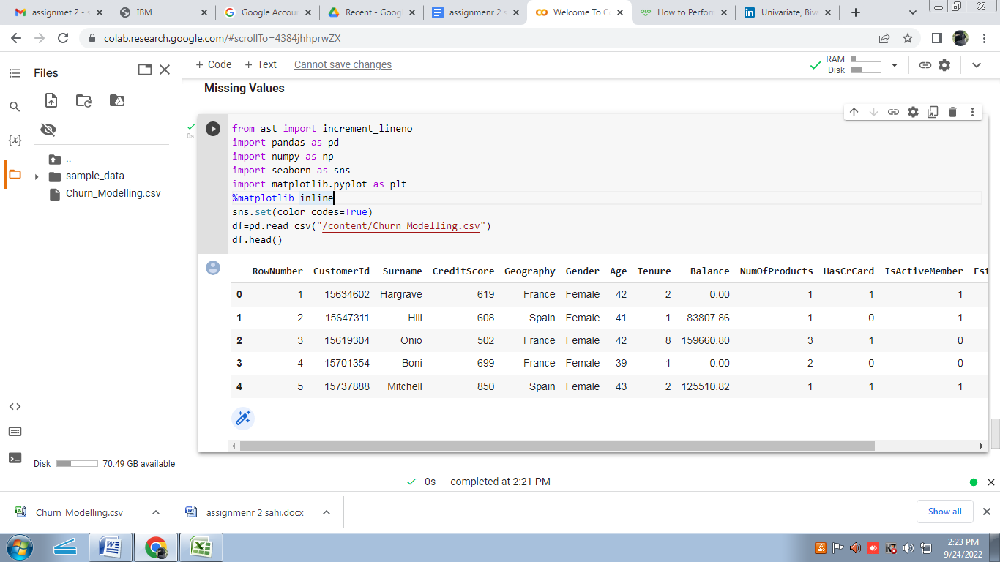 assignmet 2 - s
IBM
Google Accou
Recent - Goog
assignmenr 2 s
Welcome To C
How to Perforr
Univariate, Biva
colab.research.google.com/#scrollTo=4384jhhprwZX
Files
+ Code + Text Cannot save changes
RAM
Disk
Missing Values
{x}
..
sample_data
Churn_Modelling.csv
0s
from ast import increment_lineno
import pandas as pd
import numpy as np
import seaborn as sns
import matplotlib.pyplot as plt
%matplotlib inline
sns.set(color_codes=True)
df=pd.read_csv("/content/Churn_Modelling.csv")
df.head()
RowNumber CustomerId Surname CreditScore Geography Gender Age Tenure Balance NumOfProducts HasCrCard IsActiveMember Est
0 1 15634602 Hargrave 619 France Female 42 2 0.00 1 1 1
1 2 15647311 Hill 608 Spain Female 41 1 83807.86 1 0 1
2 3 15619304 Onio 502 France Female 42 8 159660.80 3 1 0
3 4 15701354 Boni 699 France Female 39 1 0.00 2 0 0
4 5 15737888 Mitchell 850 Spain Female 43 2 125510.82 1 1 1
Disk 70.49 GB available
0s completed at 2:21 PM
Churn_Modelling.csv
assignmenr 2 sahi.docx
Show all
2:23 PM
9/24/2022